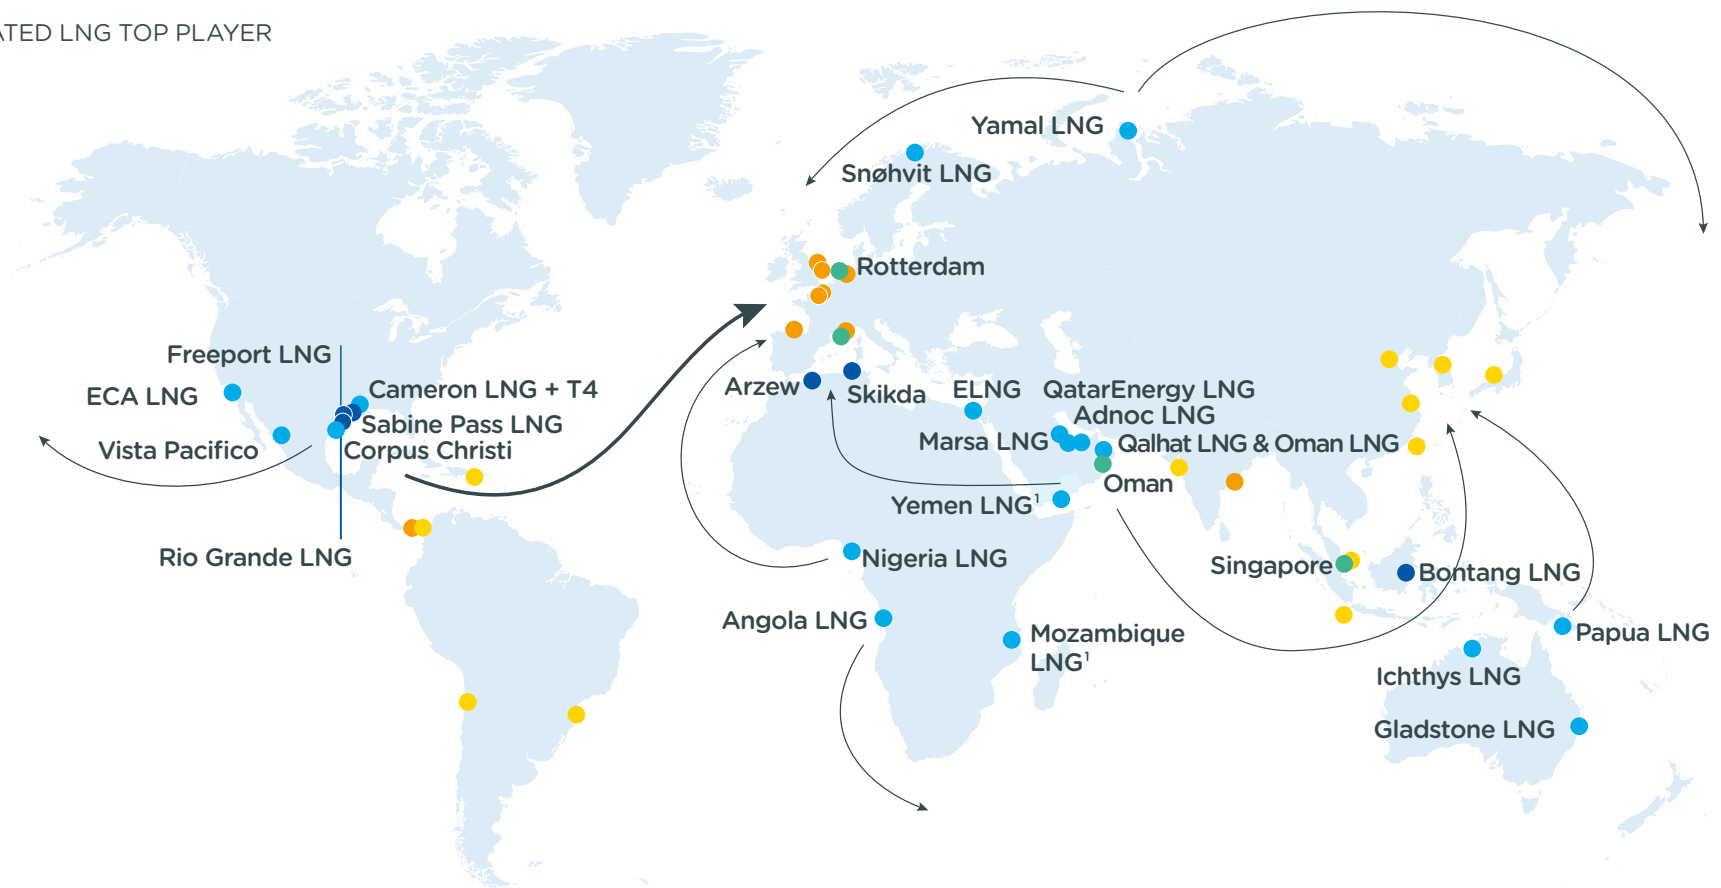 ATED LNG TOP PLAYER
Yamal LNG
Snøhvit LNG
Rotterdam
Freeport LNG
ECA LNG
Cameron LNG + T4
Sabine Pass LNG
Vista Pacifico
Corpus Christi
Rio Grande LNG
Arzew
Skikda
ELNG
QatarEnergy LNG
Adnoc LNG
Marsa LNG
Qalhat LNG & Oman LNG
Oman
Yemen LNG¹
Nigeria LNG
Singapore
Bontang LNG
Angola LNG
Mozambique
LNG¹
Papua LNG
Ichthys LNG
Gladstone LNG